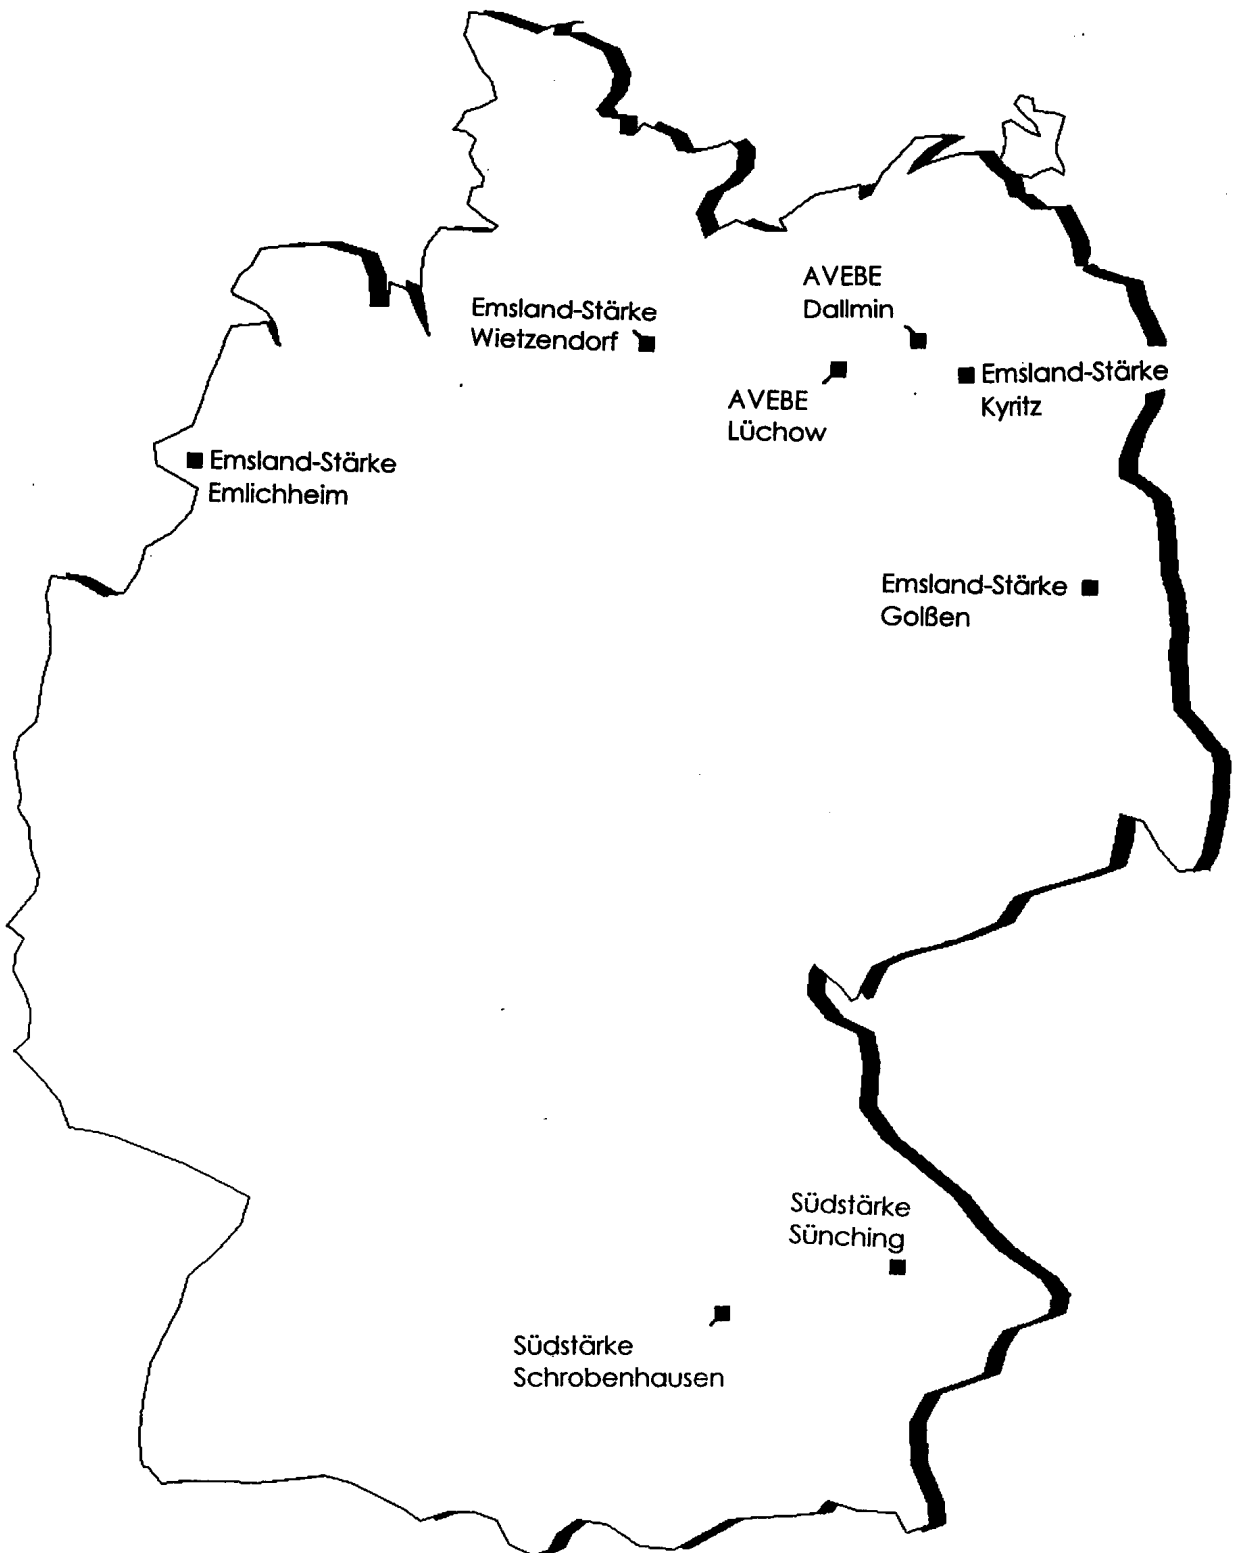 AVEBE
Dallmin
Emsland-Stärke
Wietzendorf
Emsland-Stärke
Kyritz
AVEBE
Lüchow
Emsland-Stärke
Emlichheim
Emsland-Stärke
Golßen
Südstärke
Sünching
Südstärke
Schrobenhausen